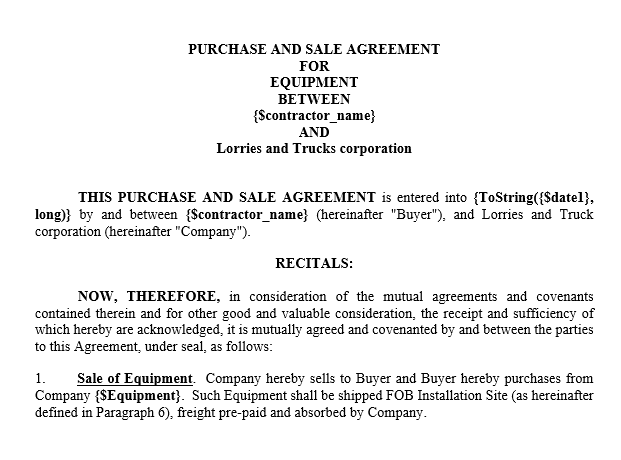 PURCHASE AND SALE AGREEMENT
FOR
EQUIPMENT
BETWEEN
{$contractor_name}
AND
Lorries and Trucks corporation
THIS PURCHASE AND SALE AGREEMENT is entered into {ToString({$date1},
long)} by and between {$contractor_name} (hereinafter "Buyer"), and Lorries and Truck
corporation (hereinafter "Company").
RECITALS:
NOW, THEREFORE, in consideration of the mutual agreements and covenants
contained therein and for other good and valuable consideration, the receipt and sufficiency of
which hereby are acknowledged, it is mutually agreed and covenanted by and between the parties
to this Agreement, under seal, as follows:
1. Sale of Equipment. Company hereby sells to Buyer and Buyer hereby purchases from
Company {$Equipment}. Such Equipment shall be shipped FOB Installation Site (as hereinafter
defined in Paragraph 6), freight pre-paid and absorbed by Company.